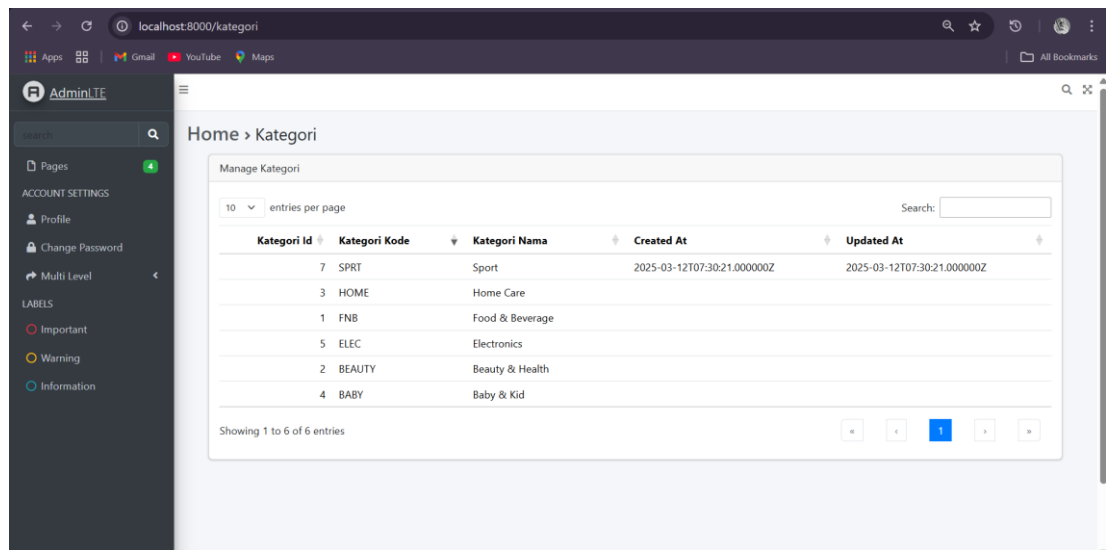 localhost:8000/kategori
Apps Gmail YouTube Maps All Bookmarks
AdminLTE
search
Home › Kategori
Pages 4
Manage Kategori
ACCOUNT SETTINGS
Profile
10 entries per page Search:
Change Password
Kategori Id Kategori Kode Kategori Nama Created At Updated At
7 SPRT Sport 2025-03-12T07:30:21.000000Z 2025-03-12T07:30:21.000000Z
Multi Level
3 HOME Home Care
LABELS
1 FNB Food & Beverage
Important
5 ELEC Electronics
Warning
2 BEAUTY Beauty & Health
Information
4 BABY Baby & Kid
Showing 1 to 6 of 6 entries « ‹ 1 › »